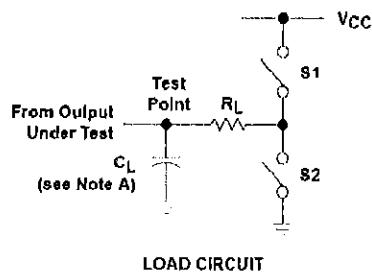 VCC
S1
Test
Point
RL
From Output
Under Test
CL
(see Note A)
S2
LOAD CIRCUIT